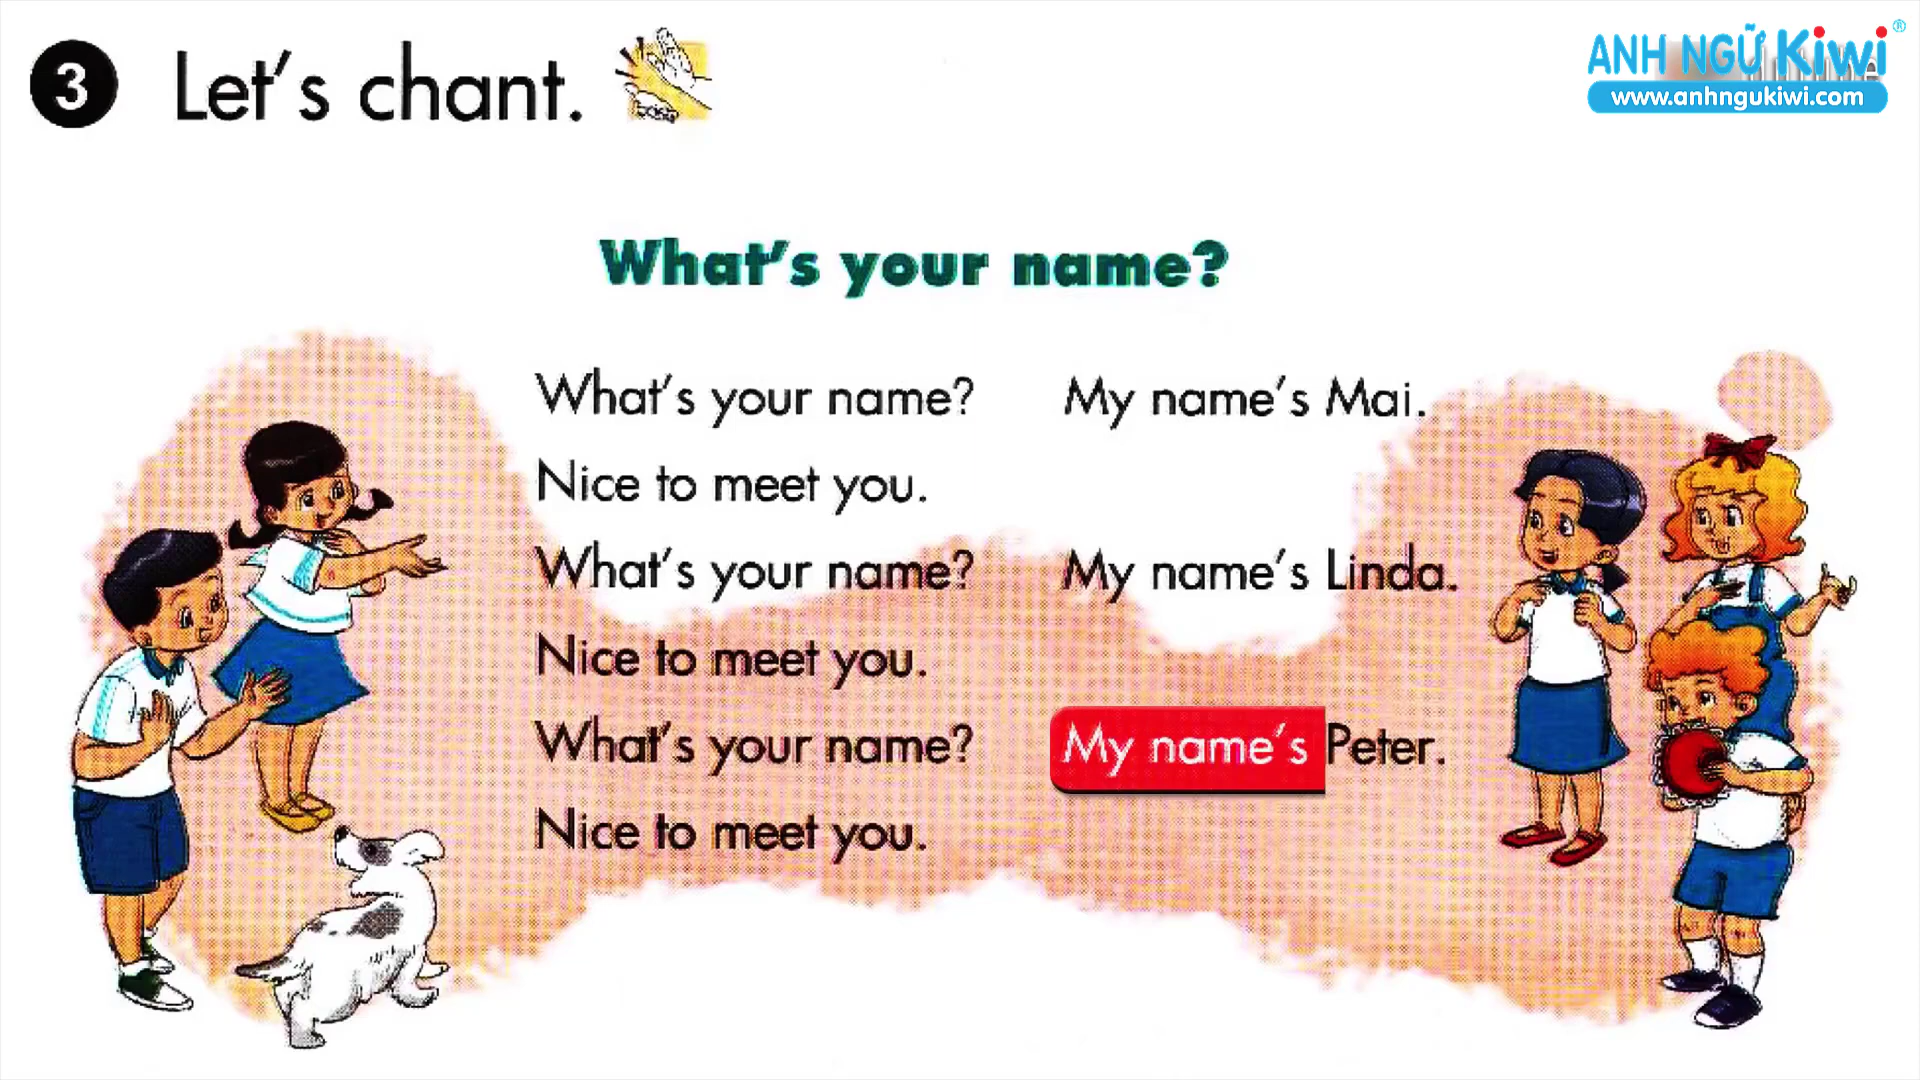 3 Let's chant.
ANH NGỮ Kiwi®
www.anhngukiwi.com
What's your name?
What's your name? My name's Mai.
Nice to meet you.
What's your name? My name's Linda.
Nice to meet you.
What's your name? My name's Peter.
Nice to meet you.